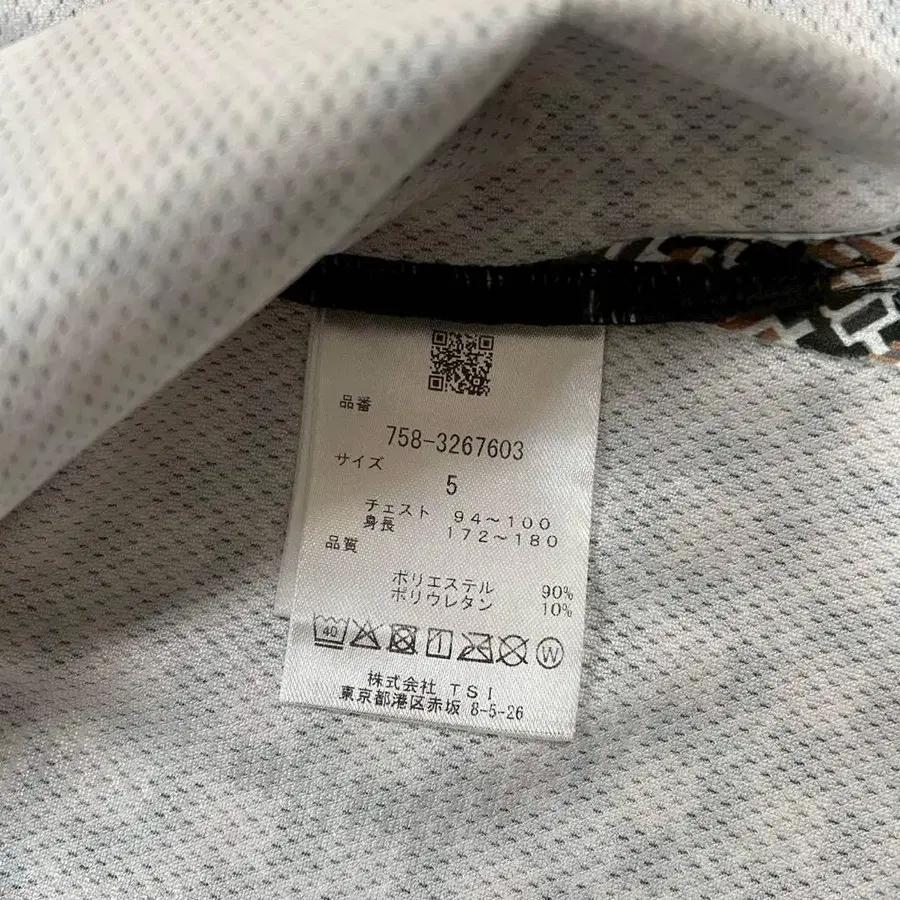 品番
758-3267603
サイズ
5
チェスト 94～100
身長 172～180
品質
ポリエステル 90%
ポリウレタン 10%
40
W
株式会社 TSI
東京都港区赤坂 8-5-26